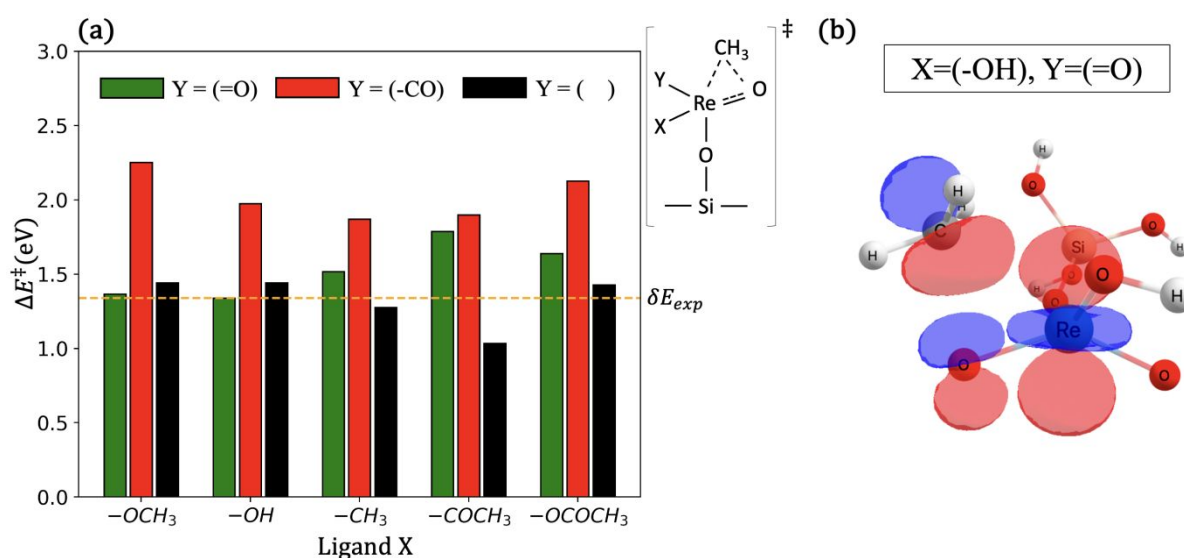 (a)
(b)
3.0
2.5
2.0
1.5
1.0
0.5
0.0
ΔE‡(eV)
Y = (=O)
Y = (-CO)
Y = ( )
δE_exp
−OCH₃
−OH
−CH₃
−COCH₃
−OCOCH₃
Ligand X
‡
CH₃
Y
Re
O
X
O
Si
X=(-OH), Y=(=O)
H
O
H
H
C
Si
O
H
H
O
H
H
O
O
Re
O
O